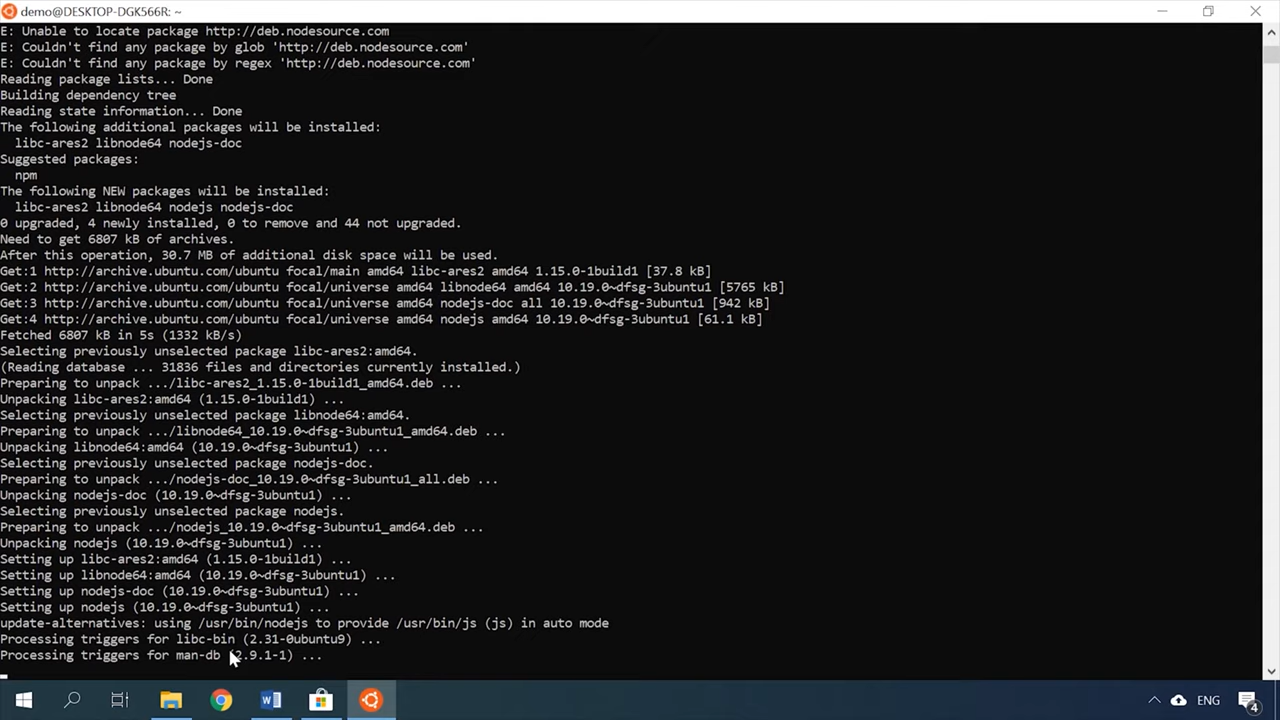 demo@DESKTOP-DGK566R: ~
E: Unable to locate package http://deb.nodesource.com
E: Couldn't find any package by glob 'http://deb.nodesource.com'
E: Couldn't find any package by regex 'http://deb.nodesource.com'
Reading package lists... Done
Building dependency tree
Reading state information... Done
The following additional packages will be installed:
  libc-ares2 libnode64 nodejs-doc
Suggested packages:
  npm
The following NEW packages will be installed:
  libc-ares2 libnode64 nodejs nodejs-doc
0 upgraded, 4 newly installed, 0 to remove and 44 not upgraded.
Need to get 6807 kB of archives.
After this operation, 30.7 MB of additional disk space will be used.
Get:1 http://archive.ubuntu.com/ubuntu focal/main amd64 libc-ares2 amd64 1.15.0-1build1 [37.8 kB]
Get:2 http://archive.ubuntu.com/ubuntu focal/universe amd64 libnode64 amd64 10.19.0~dfsg-3ubuntu1 [5765 kB]
Get:3 http://archive.ubuntu.com/ubuntu focal/universe amd64 nodejs-doc all 10.19.0~dfsg-3ubuntu1 [942 kB]
Get:4 http://archive.ubuntu.com/ubuntu focal/universe amd64 nodejs amd64 10.19.0~dfsg-3ubuntu1 [61.1 kB]
Fetched 6807 kB in 5s (1332 kB/s)
Selecting previously unselected package libc-ares2:amd64.
(Reading database ... 31836 files and directories currently installed.)
Preparing to unpack .../libc-ares2_1.15.0-1build1_amd64.deb ...
Unpacking libc-ares2:amd64 (1.15.0-1build1) ...
Selecting previously unselected package libnode64:amd64.
Preparing to unpack .../libnode64_10.19.0~dfsg-3ubuntu1_amd64.deb ...
Unpacking libnode64:amd64 (10.19.0~dfsg-3ubuntu1) ...
Selecting previously unselected package nodejs-doc.
Preparing to unpack .../nodejs-doc_10.19.0~dfsg-3ubuntu1_all.deb ...
Unpacking nodejs-doc (10.19.0~dfsg-3ubuntu1) ...
Selecting previously unselected package nodejs.
Preparing to unpack .../nodejs_10.19.0~dfsg-3ubuntu1_amd64.deb ...
Unpacking nodejs (10.19.0~dfsg-3ubuntu1) ...
Setting up libc-ares2:amd64 (1.15.0-1build1) ...
Setting up libnode64:amd64 (10.19.0~dfsg-3ubuntu1) ...
Setting up nodejs-doc (10.19.0~dfsg-3ubuntu1) ...
Setting up nodejs (10.19.0~dfsg-3ubuntu1) ...
update-alternatives: using /usr/bin/nodejs to provide /usr/bin/js (js) in auto mode
Processing triggers for libc-bin (2.31-0ubuntu9) ...
Processing triggers for man-db (2.9.1-1) ...
W
ENG
4